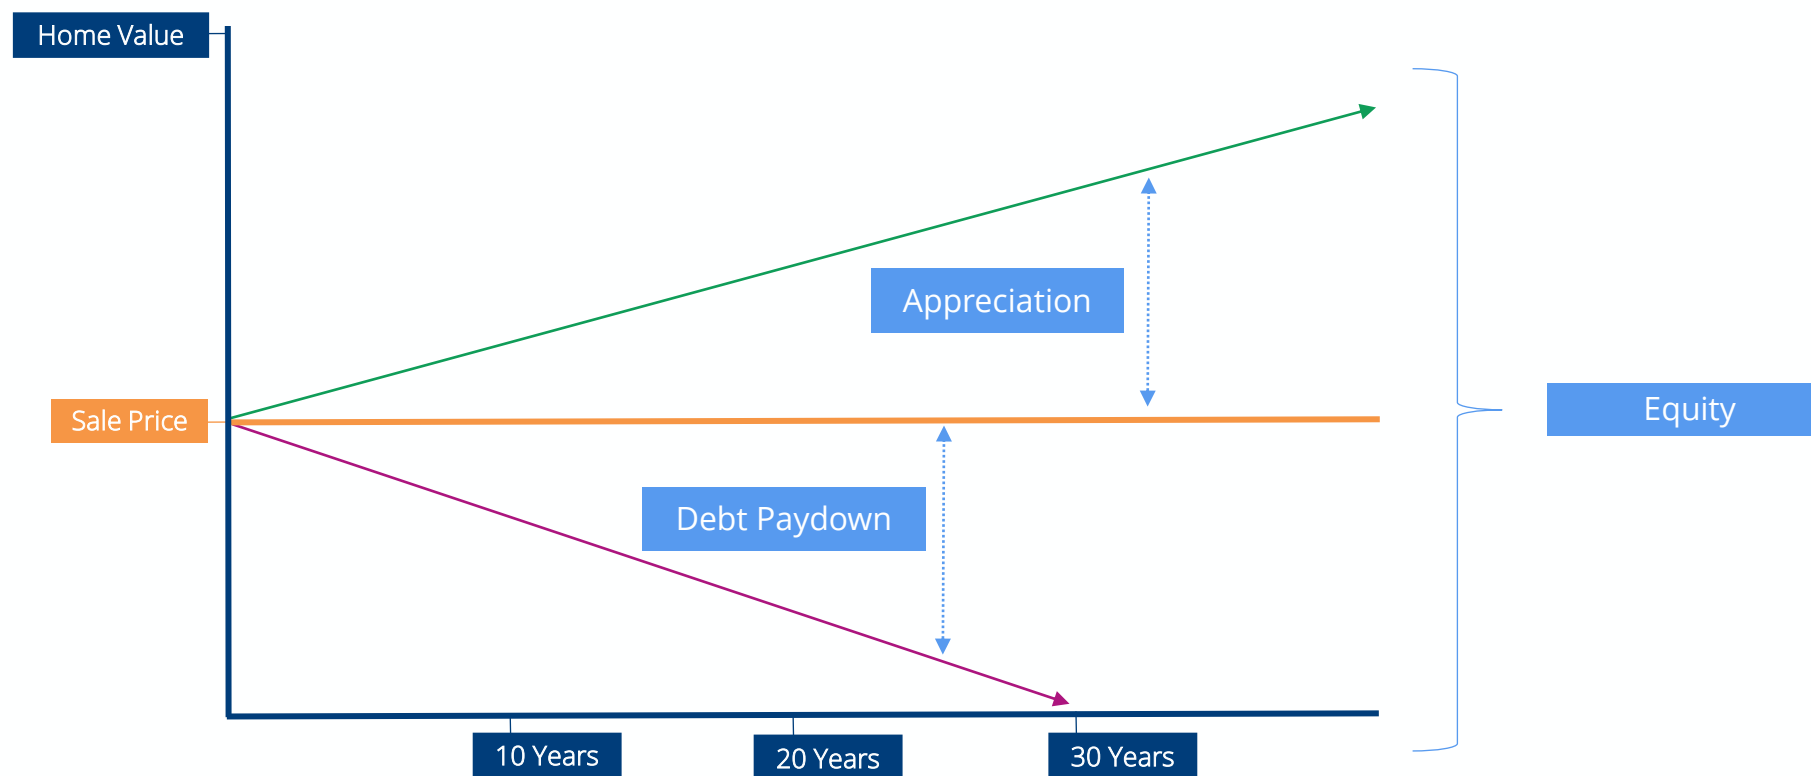 Home Value
Appreciation
Sale Price
Equity
Debt Paydown
10 Years
20 Years
30 Years